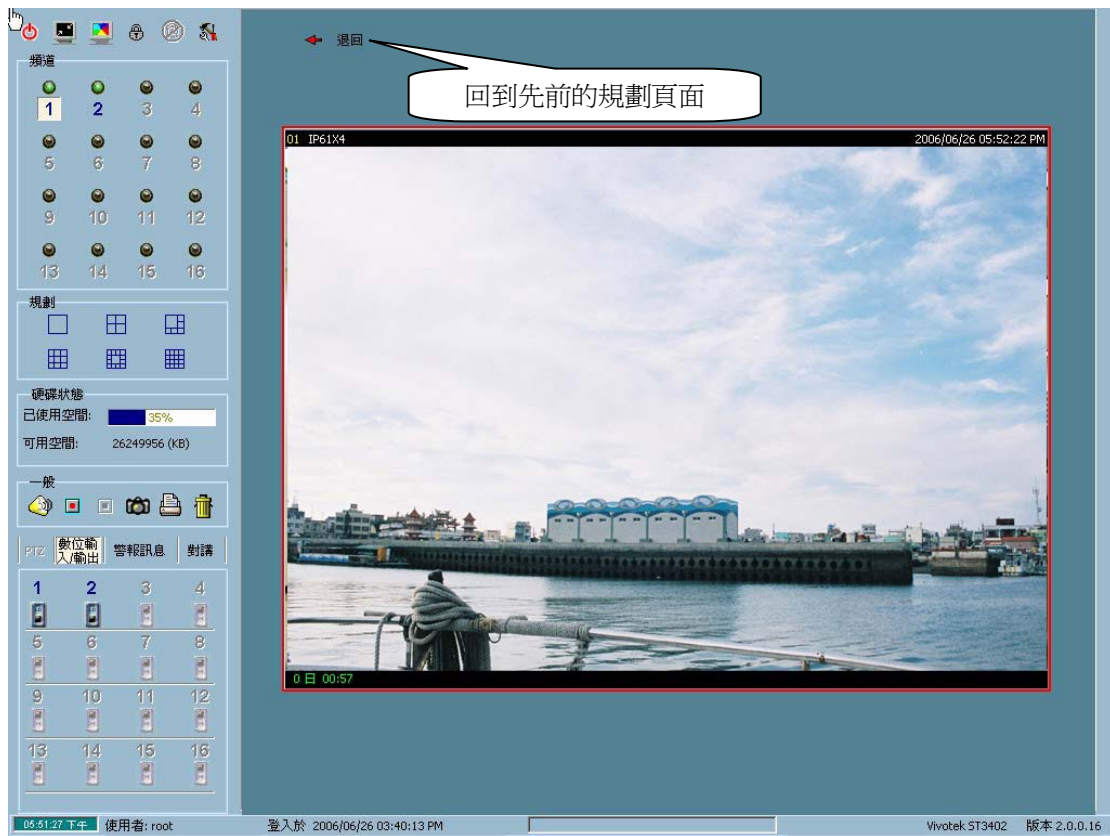 退回
回到先前的規劃頁面
頻道
1 2 3 4
5 6 7 8
9 10 11 12
13 14 15 16
規劃
硬碟狀態
已使用空間: 35%
可用空間: 26249956 (KB)
一般
PTZ 數位輸入/輸出 警報訊息 對講
1 2 3 4
5 6 7 8
9 10 11 12
13 14 15 16
01 IP61X4 2006/06/26 05:52:22 PM
0 日 00:57
05:51:27 下午 使用者: root 登入於 2006/06/26 03:40:13 PM Vivotek ST3402 版本 2.0.0.16